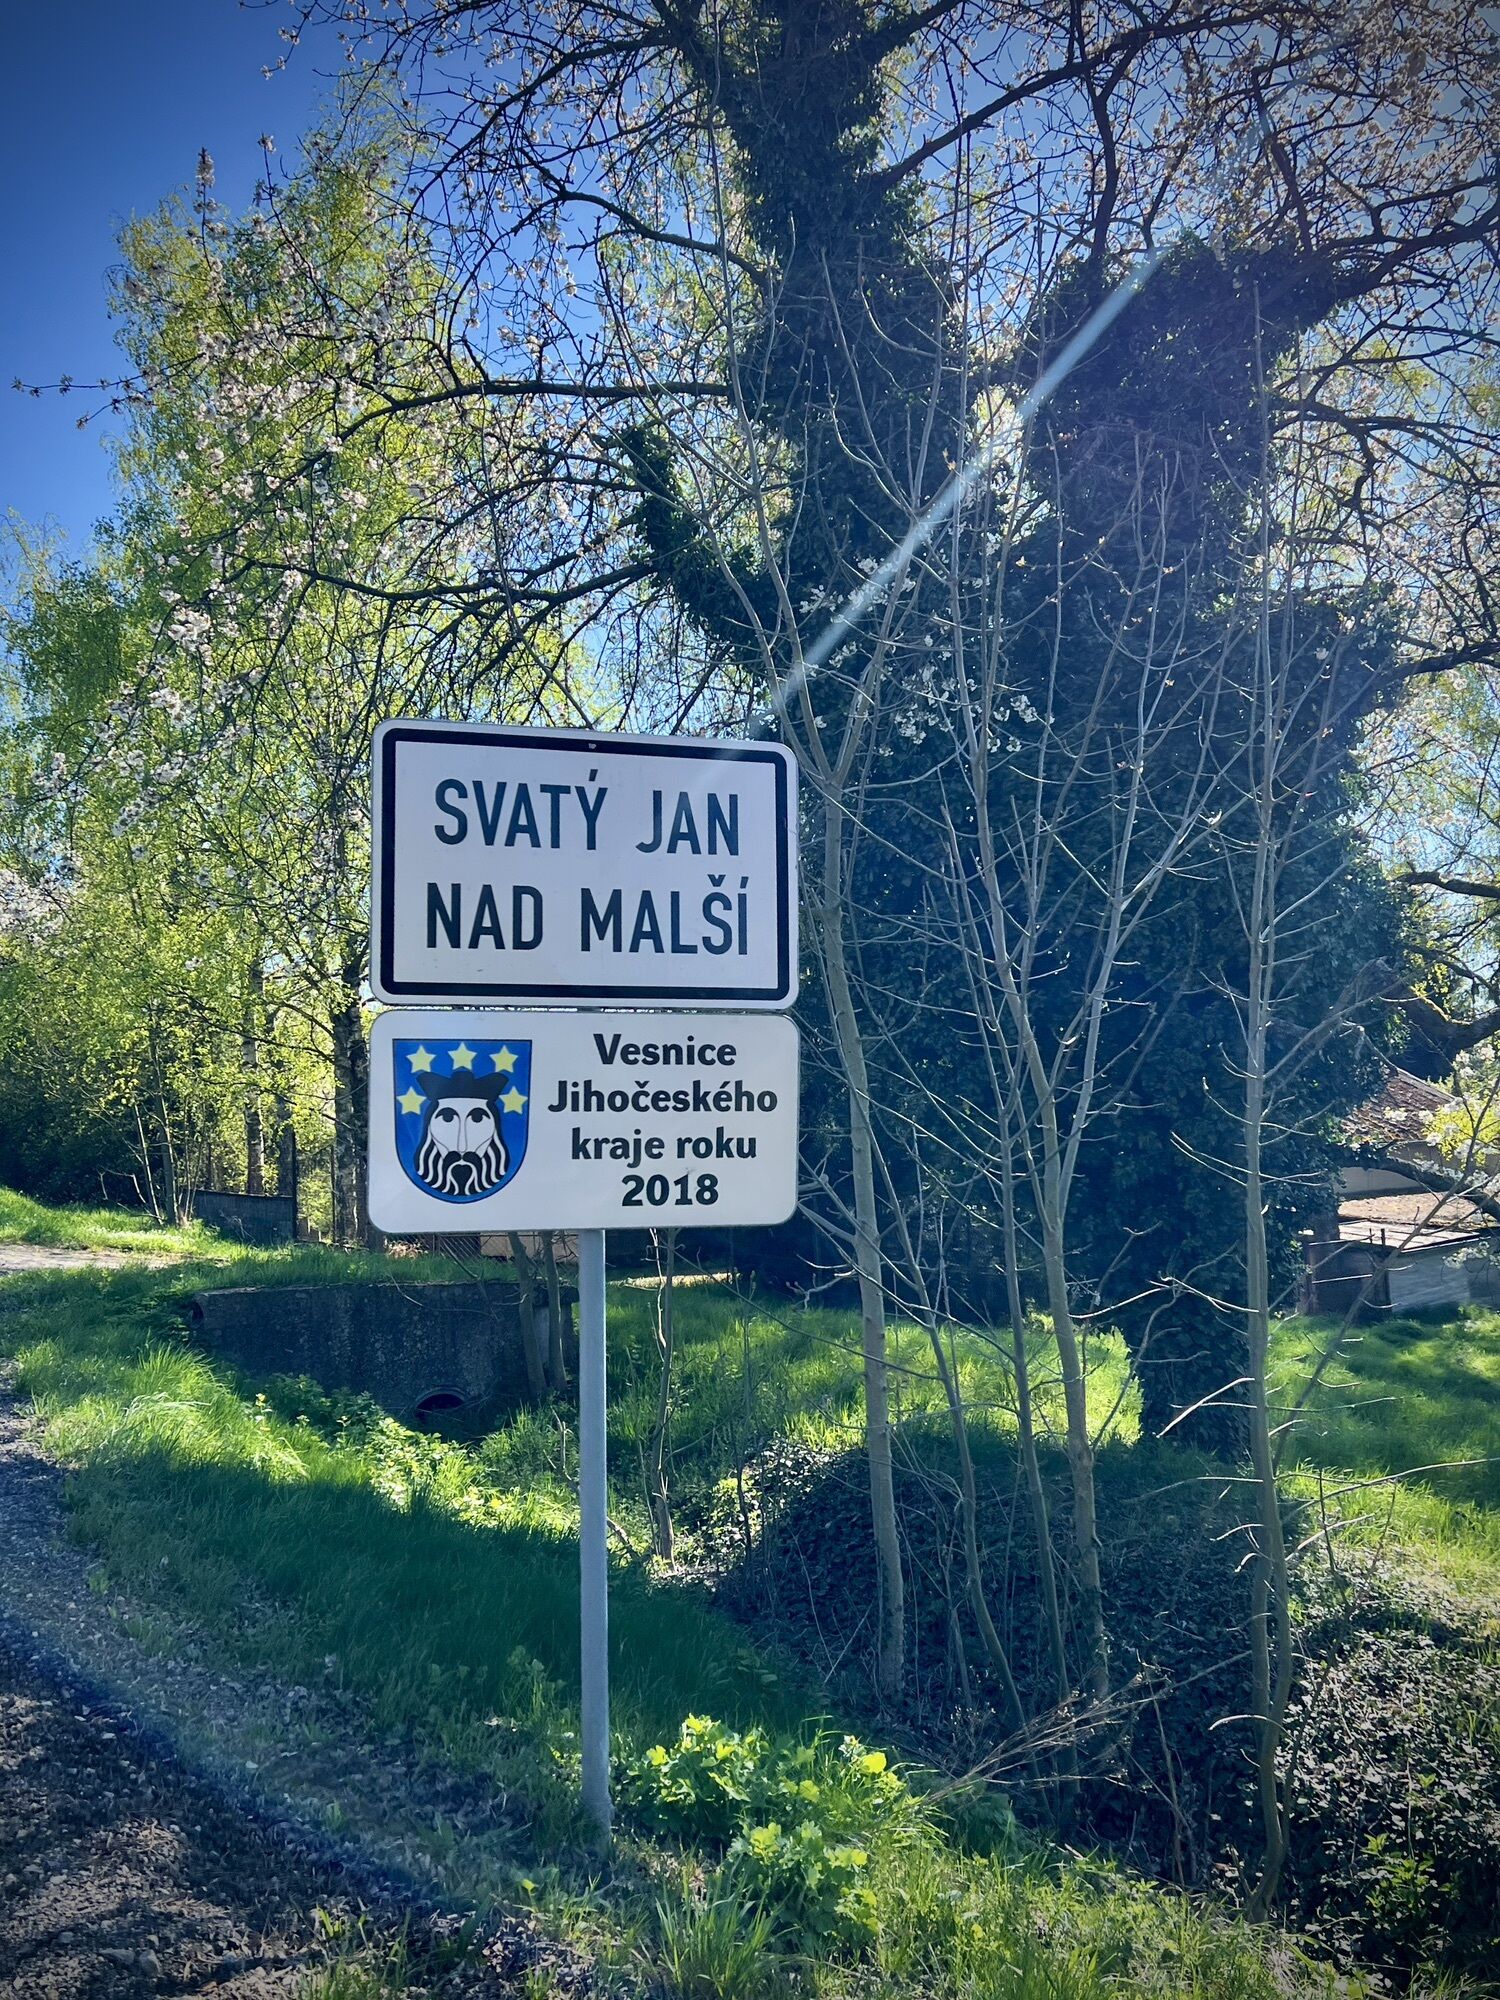 SVATÝ JAN
NAD MALŠÍ
Vesnice
Jihočeského
kraje roku
2018